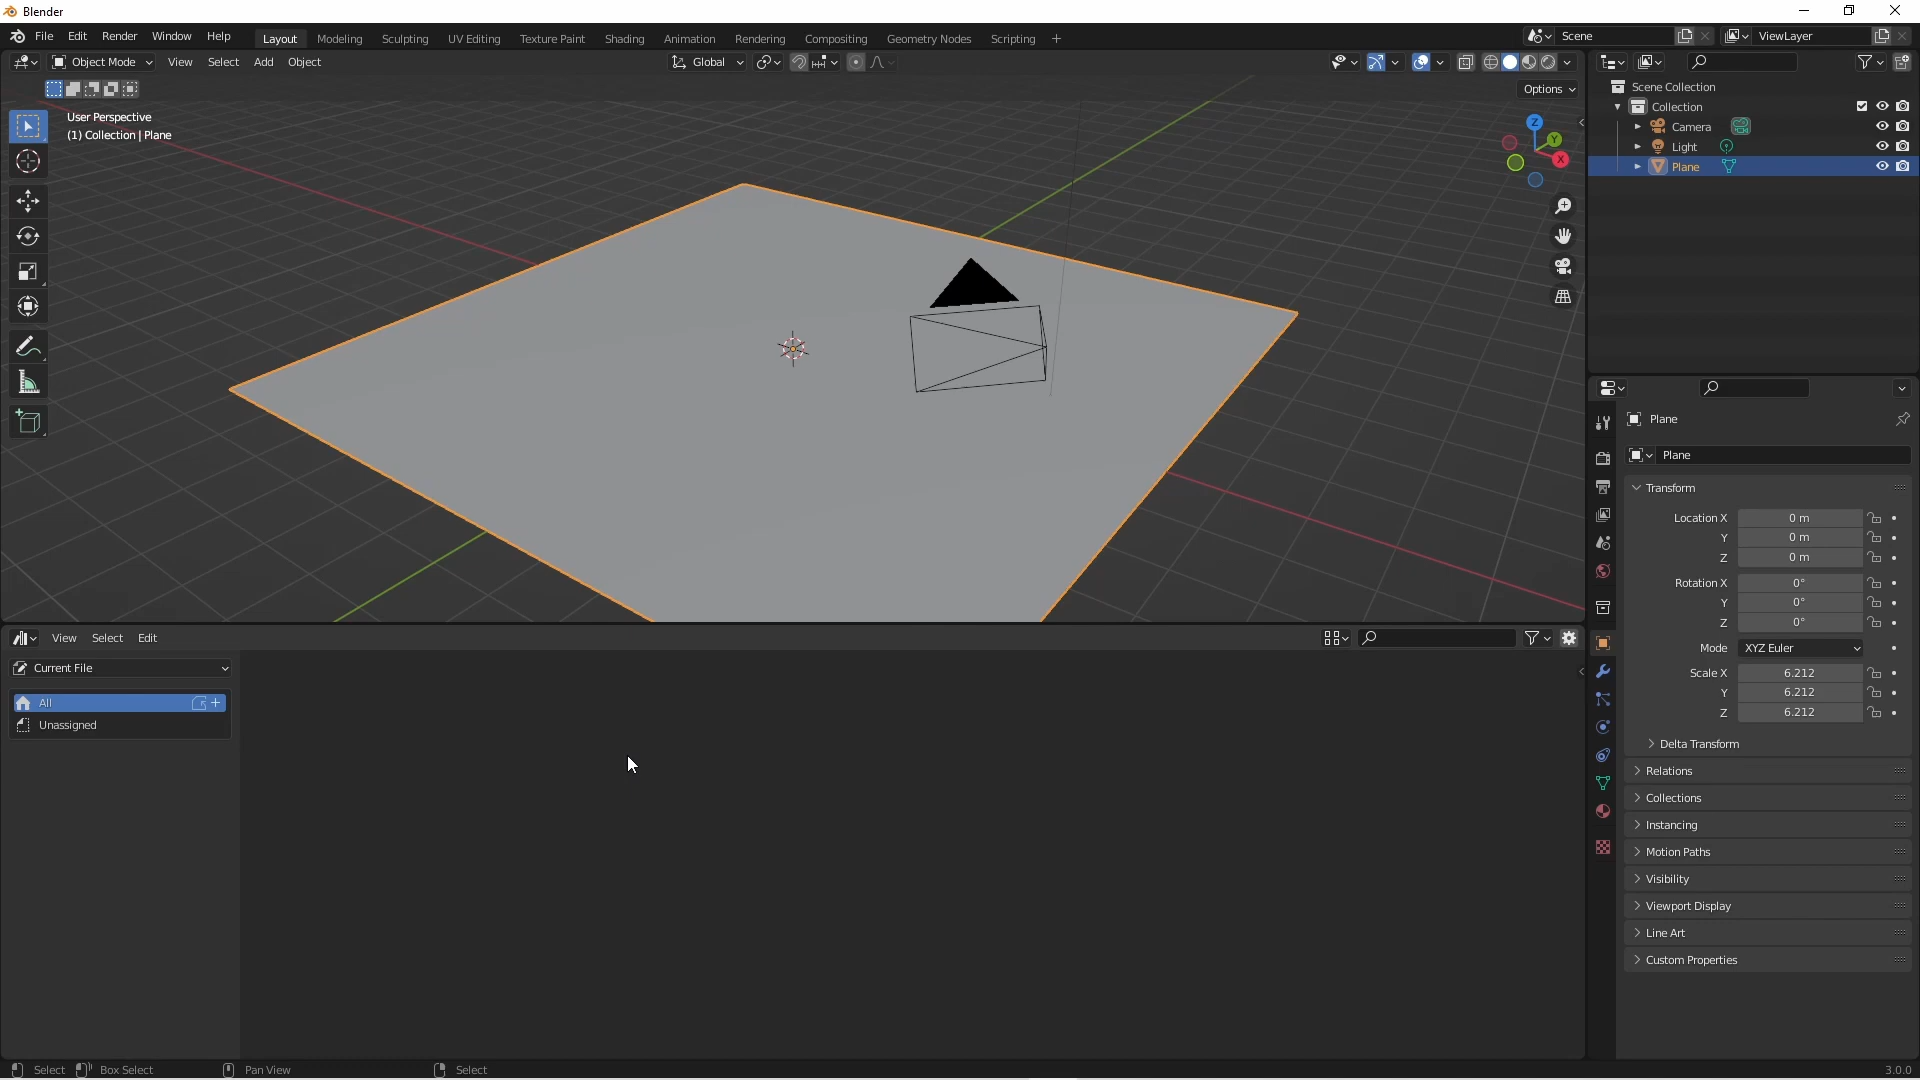 Blender
File Edit Render Window Help
Layout Modeling Sculpting UV Editing Texture Paint Shading Animation Rendering Compositing Geometry Nodes Scripting +
Scene
ViewLayer
Object Mode View Select Add Object
Global
Options
User Perspective
(1) Collection | Plane
Z
Y
X
Scene Collection
Collection
Camera
Light
Plane
Plane
Plane
Transform
Location X 0 m
Y 0 m
Z 0 m
Rotation X 0°
Y 0°
Z 0°
Mode XYZ Euler
Scale X 6.212
Y 6.212
Z 6.212
Delta Transform
Relations
Collections
Instancing
Motion Paths
Visibility
Viewport Display
Line Art
Custom Properties
View Select Edit
Current File
All
Unassigned
Select Box Select Pan View Select
3.0.0